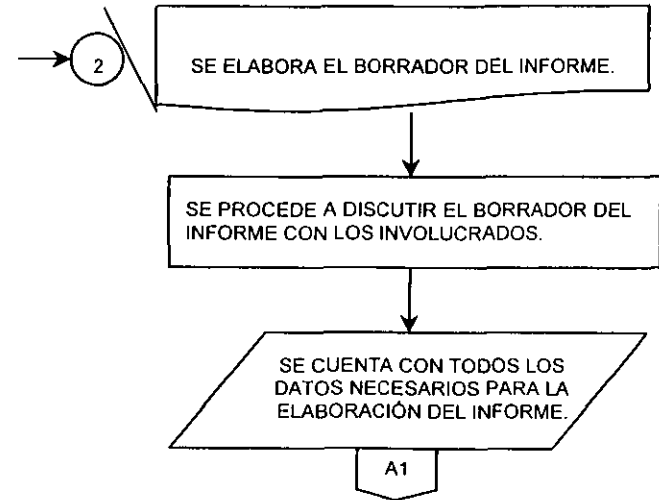 2
SE ELABORA EL BORRADOR DEL INFORME.
SE PROCEDE A DISCUTIR EL BORRADOR DEL
INFORME CON LOS INVOLUCRADOS.
SE CUENTA CON TODOS LOS
DATOS NECESARIOS PARA LA
ELABORACIÓN DEL INFORME.
A1